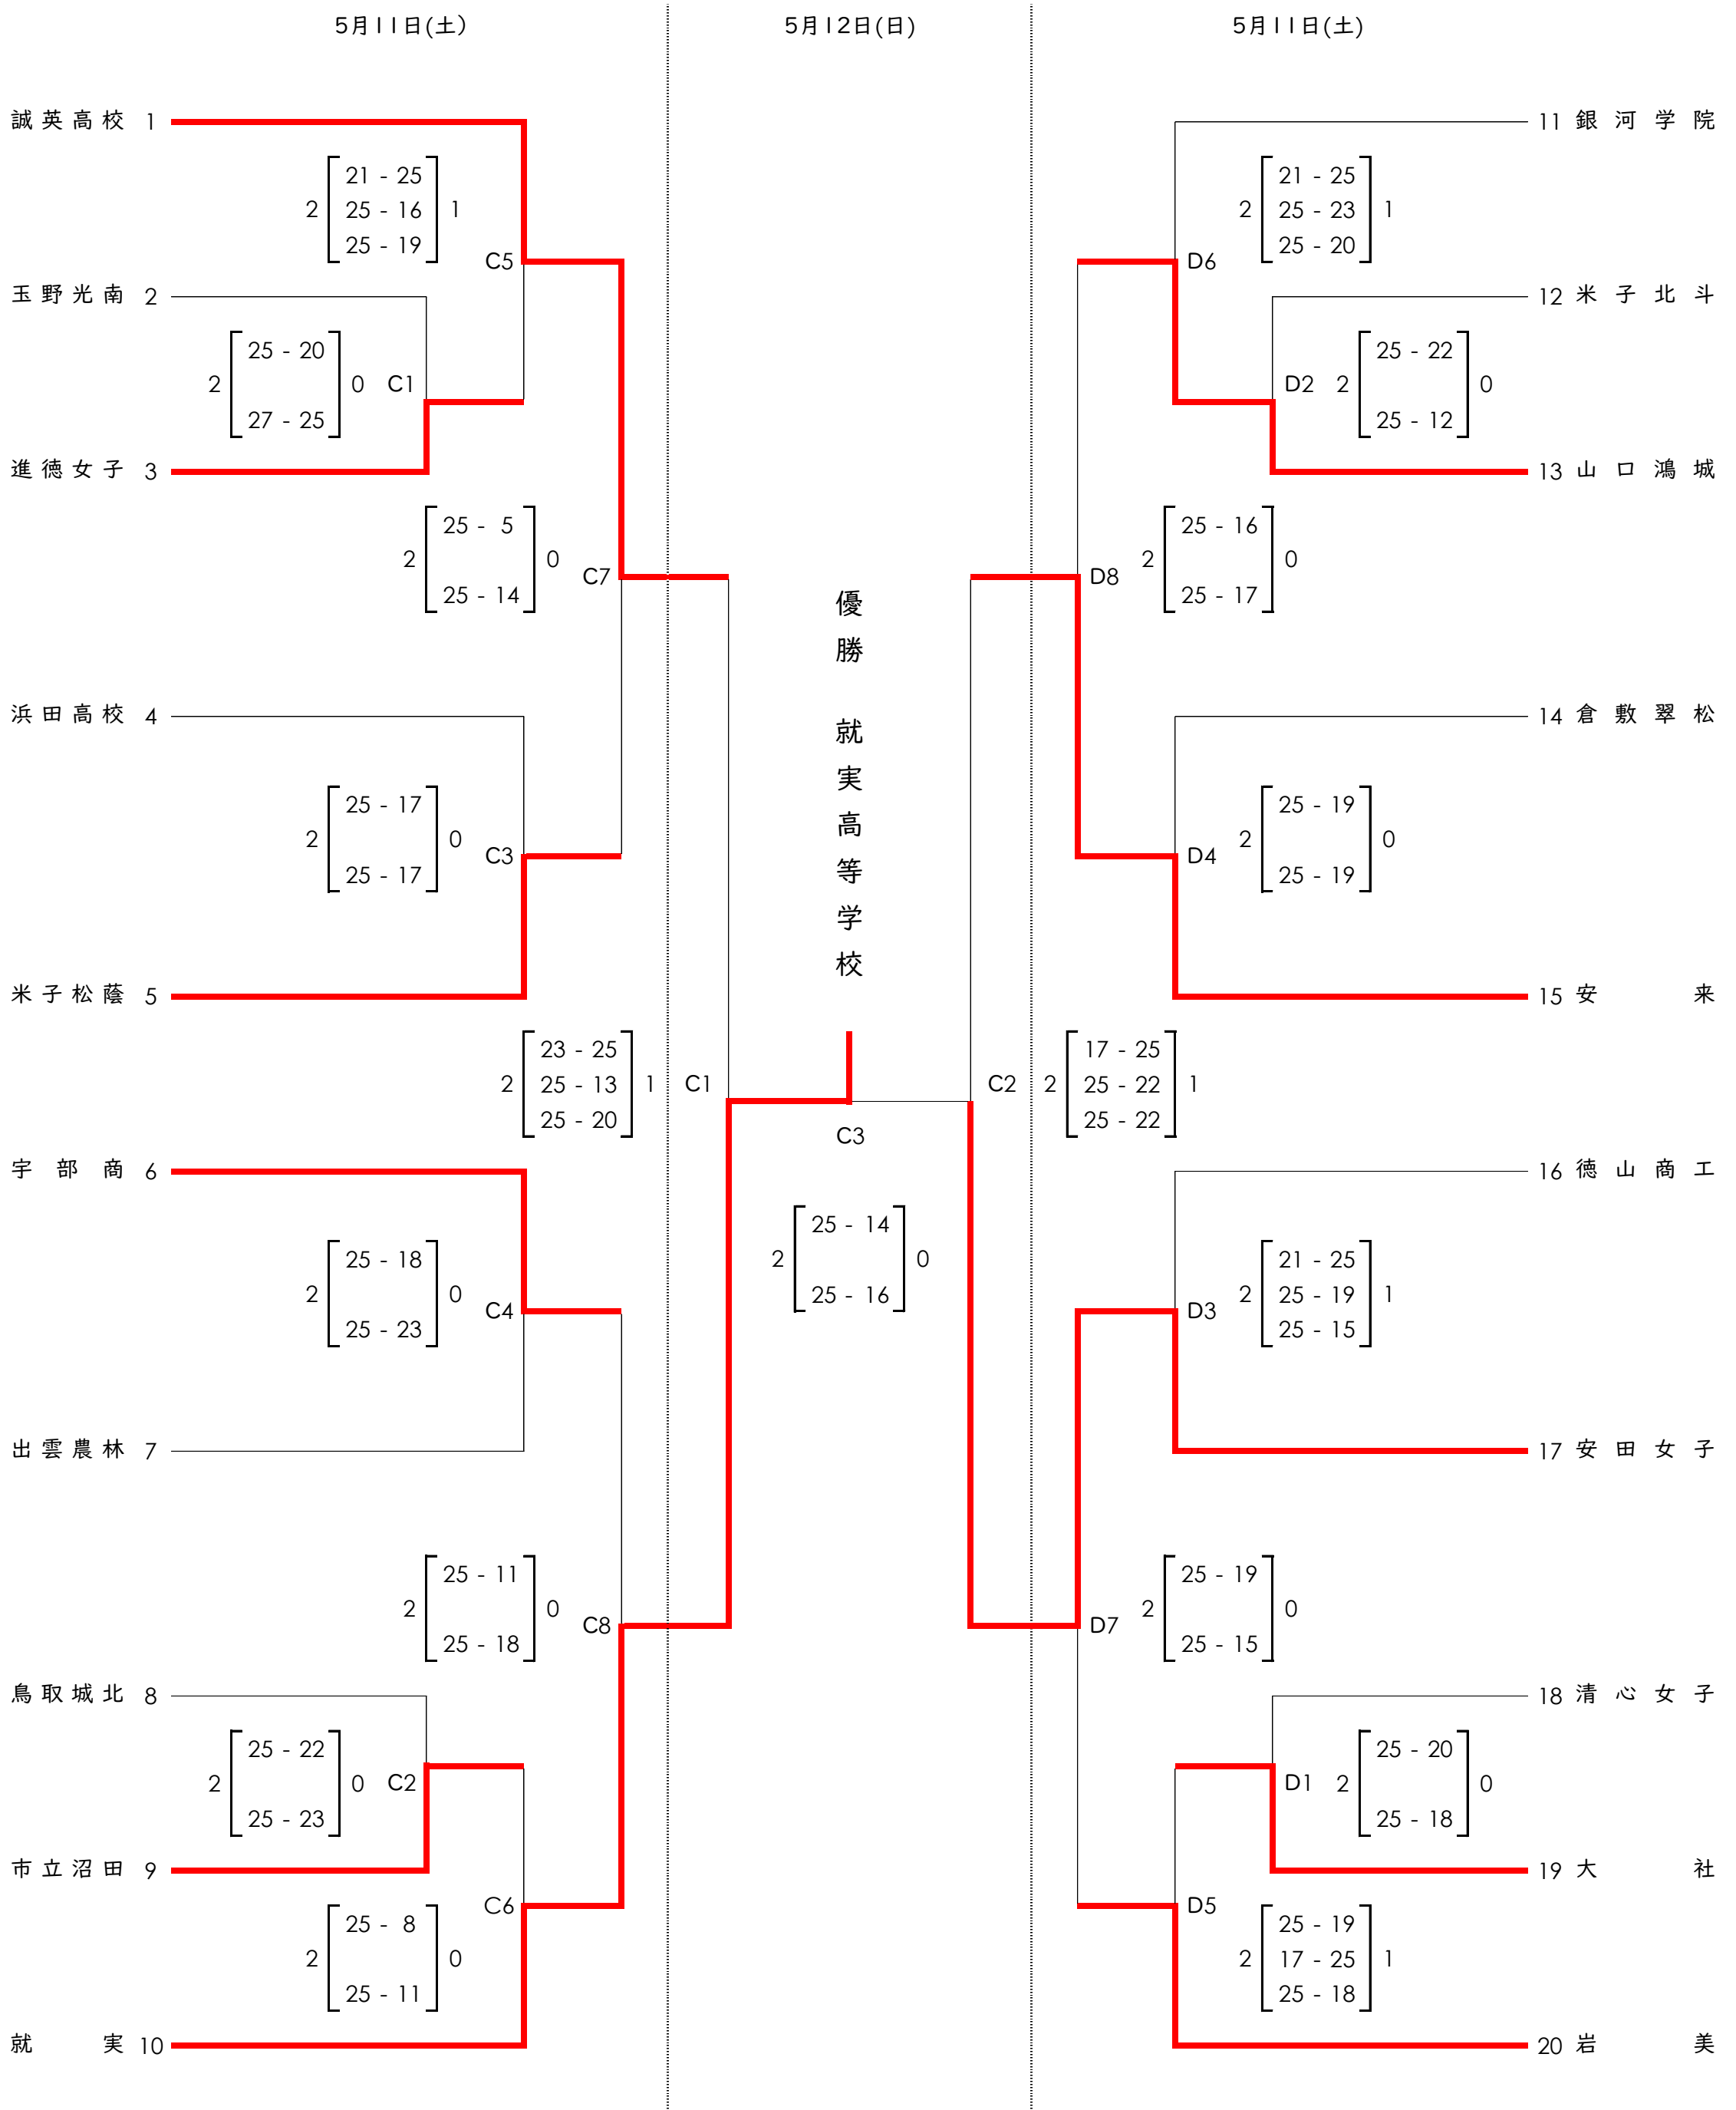 5月11日(土)
5月12日(日)
5月11日(土)
誠英高校 1
2 21 - 25 1
25 - 16
25 - 19
C5
玉野光南 2
2 25 - 20 0
27 - 25
C1
進徳女子 3
2 25 - 5 0
25 - 14
C7
浜田高校 4
2 25 - 17 0
25 - 17
C3
米子松蔭 5
2 23 - 25 1
25 - 13
25 - 20
C1
宇部商 6
2 25 - 18 0
25 - 23
C4
出雲農林 7
2 25 - 11 0
25 - 18
C8
鳥取城北 8
2 25 - 22 0
25 - 23
C2
市立沼田 9
C6
2 25 - 8 0
25 - 11
就実 10
優勝 就実高等学校
C3
2 25 - 14 0
25 - 16
11 銀河学院
2 21 - 25 1
25 - 23
25 - 20
D6
12 米子北斗
D2 2 25 - 22 0
25 - 12
13 山口鴻城
D8 2 25 - 16 0
25 - 17
14 倉敷翠松
D4 2 25 - 19 0
25 - 19
15 安来
C2 2 17 - 25 1
25 - 22
25 - 22
16 徳山商工
D3 2 21 - 25 1
25 - 19
25 - 15
17 安田女子
D7 2 25 - 19 0
25 - 15
18 清心女子
D1 2 25 - 20 0
25 - 18
19 大社
D5
2 25 - 19 1
17 - 25
25 - 18
20 岩美